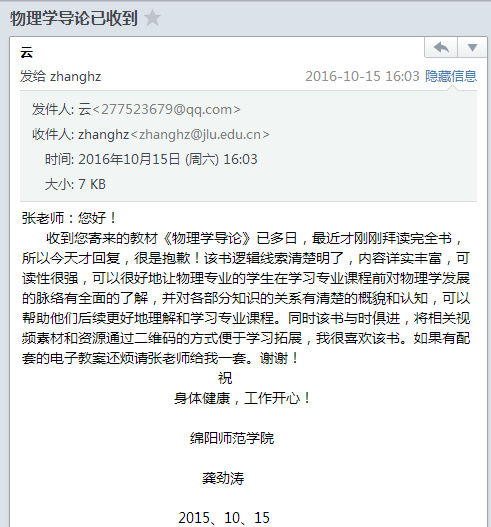 物理学导论已收到
云
发给 zhanghz
2016-10-15 16:03 隐藏信息
发件人: 云<277523679@qq.com>
收件人: zhanghz<zhanghz@jlu.edu.cn>
时间: 2016年10月15日 (周六) 16:03
大小: 7 KB
张老师：您好！
收到您寄来的教材《物理学导论》已多日，最近才刚刚拜读完全书，
所以今天才回复，很是抱歉！该书逻辑线索清楚明了，内容详实丰富，可
读性很强，可以很好地让物理专业的学生在学习专业课程前对物理学发展
的脉络有全面的了解，并对各部分知识的关系有清楚的概貌和认知，可以
帮助他们后续更好地理解和学习专业课程。同时该书与时俱进，将相关视
频素材和资源通过二维码的方式便于学习拓展，我很喜欢该书。如果有配
套的电子教案还烦请张老师给我一套。谢谢！
祝
身体健康，工作开心！
绵阳师范学院
龚劲涛
2015、10、15